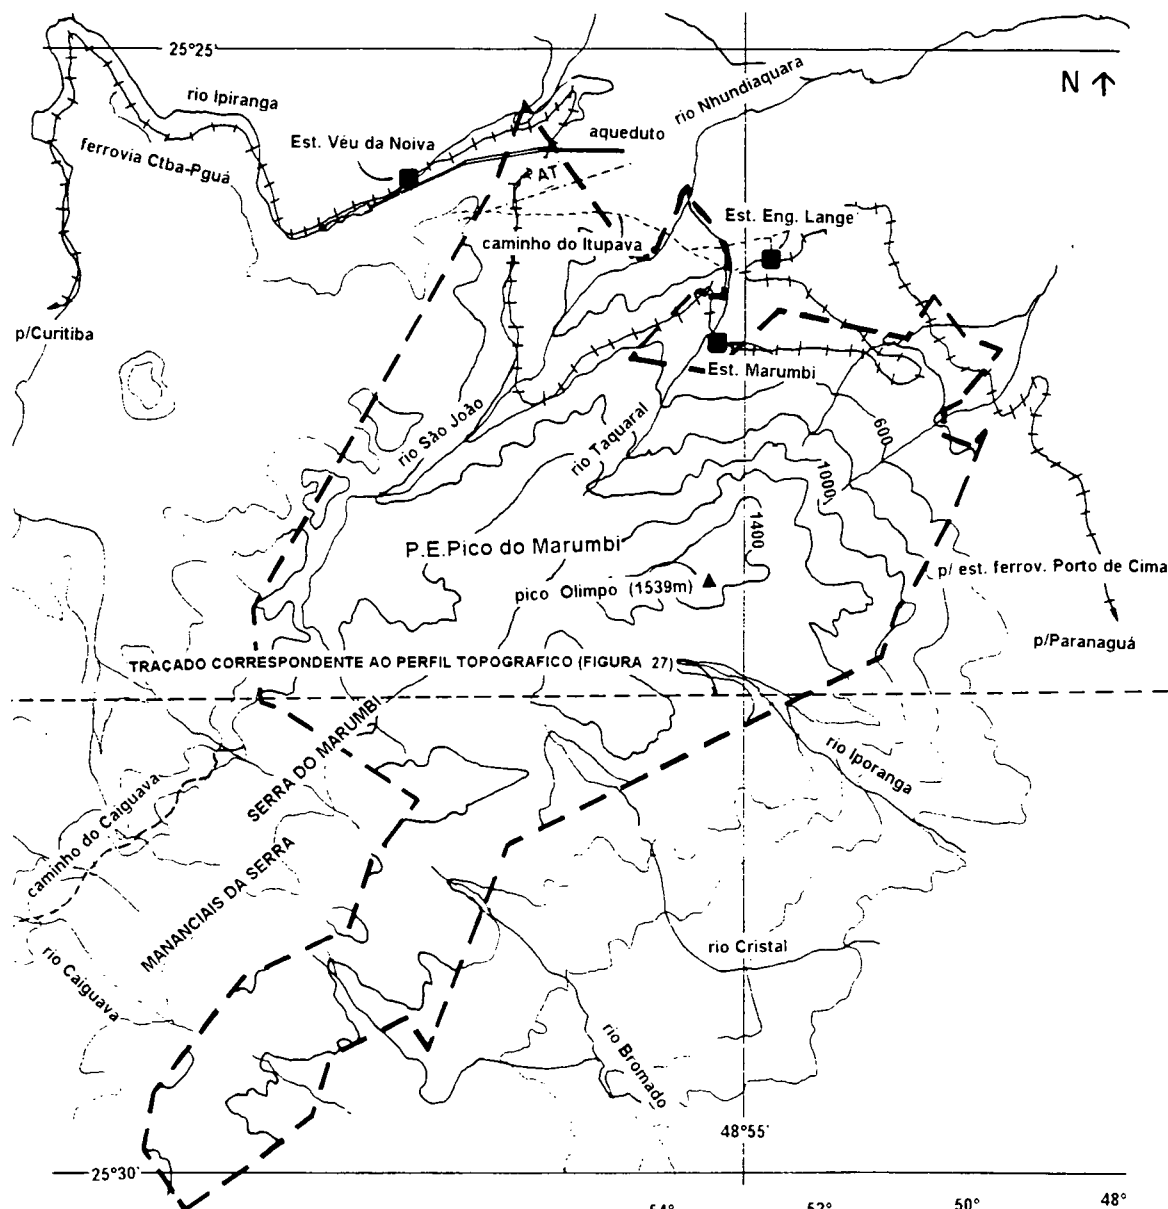 25°25'
N
rio Ipiranga
rio Nhundiaquara
ferrovia Ctba-Pguá
Est. Véu da Noiva
aqueduto
AT
Est. Eng. Lange
caminho do Itupava
p/Curitiba
Est. Marumbi
rio São João
rio Taquaral
600
1000
1400
P.E.Pico do Marumbi
pico Olimpo (1539m)
p/ est. ferrov. Porto de Cima
p/Paranaguá
TRAÇADO CORRESPONDENTE AO PERFIL TOPOGRAFICO (FIGURA 27)
SERRA DO MARUMBI
rio Iporanga
caminho do Caiguava
MANANCIAIS DA SERRA
rio Cristal
rio Caiguava
rio Bromado
48°55'
25°30'
52°
50°
48°